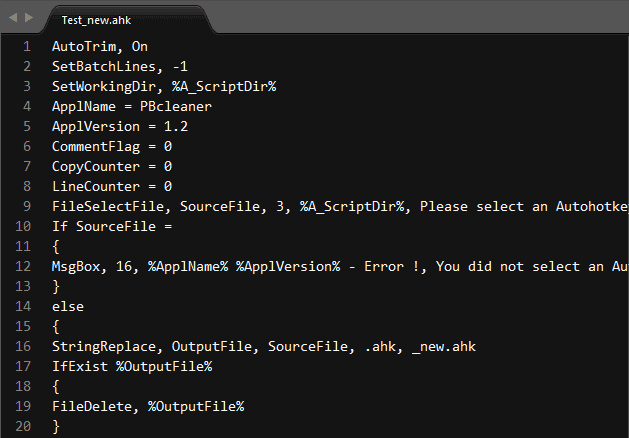 Test_new.ahk
1 AutoTrim, On
2 SetBatchLines, -1
3 SetWorkingDir, %A_ScriptDir%
4 ApplName = PBcleaner
5 ApplVersion = 1.2
6 CommentFlag = 0
7 CopyCounter = 0
8 LineCounter = 0
9 FileSelectFile, SourceFile, 3, %A_ScriptDir%, Please select an Autohotke
10 If SourceFile =
11 {
12 MsgBox, 16, %ApplName% %ApplVersion% - Error !, You did not select an Au
13 }
14 else
15 {
16 StringReplace, OutputFile, SourceFile, .ahk, _new.ahk
17 IfExist %OutputFile%
18 {
19 FileDelete, %OutputFile%
20 }